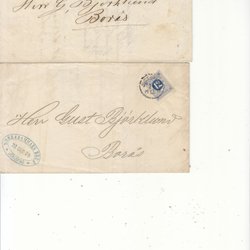 Herr G. Björklund
Borås
Herr Gust Björklund
Borås